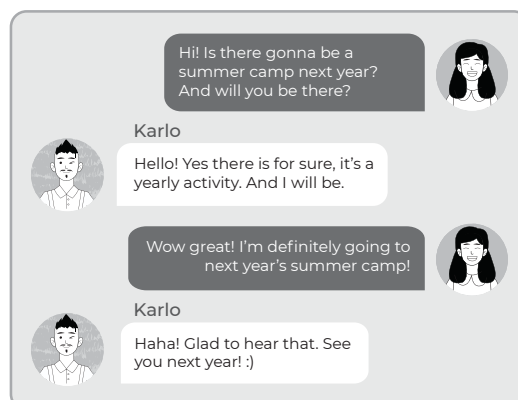 Hi! Is there gonna be a
summer camp next year?
And will you be there?
Karlo
Hello! Yes there is for sure, it’s a
yearly activity. And I will be.
Wow great! I’m definitely going to
next year’s summer camp!
Karlo
Haha! Glad to hear that. See
you next year! :)